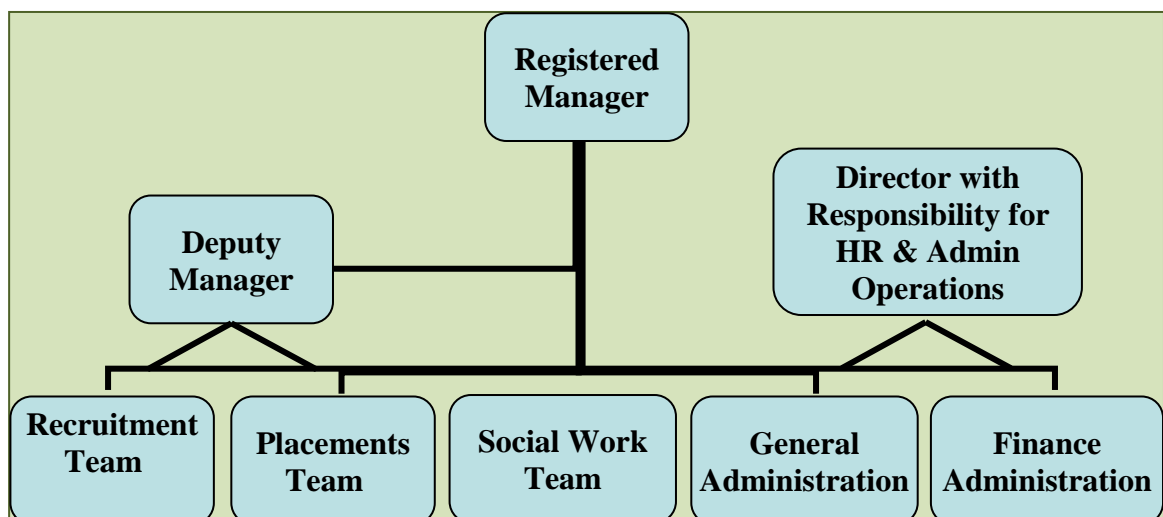 Registered
Manager
Director with
Responsibility for
HR & Admin
Operations
Deputy
Manager
Recruitment
Team
Placements
Team
Social Work
Team
General
Administration
Finance
Administration